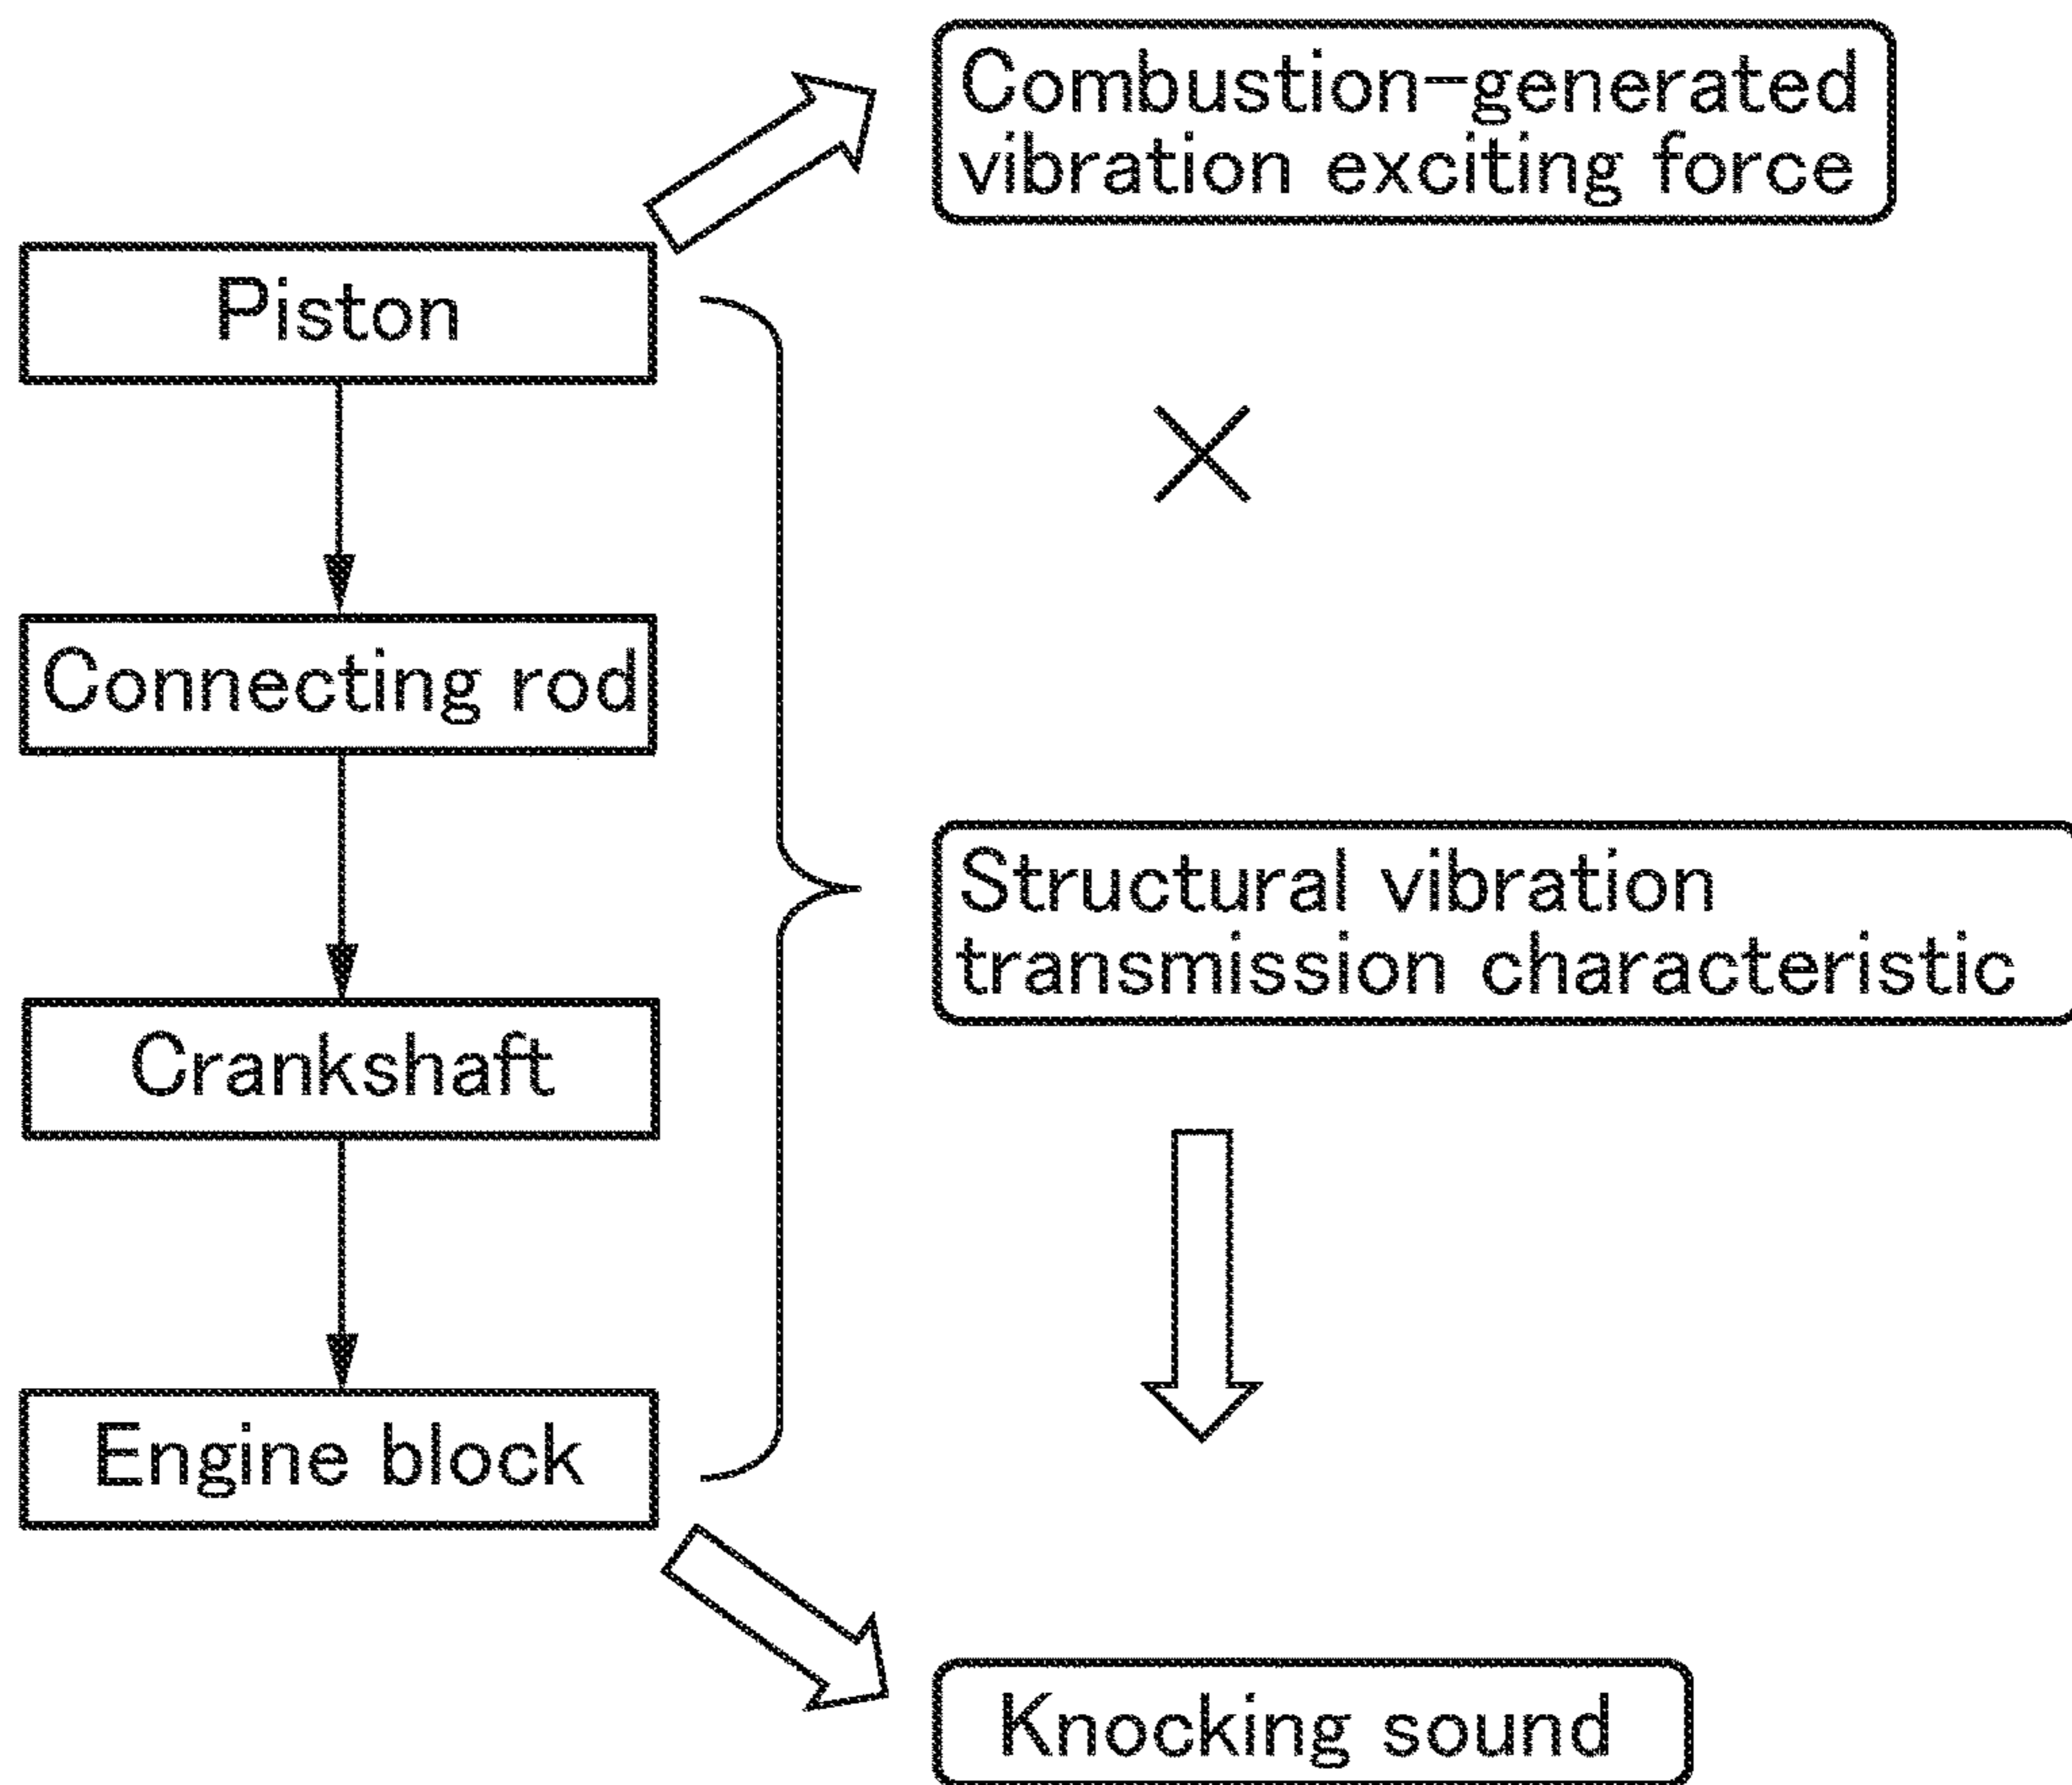 Combustion-generated
vibration exciting force
Piston
×
Connecting rod
Structural vibration
transmission characteristic
Crankshaft
Engine block
Knocking sound